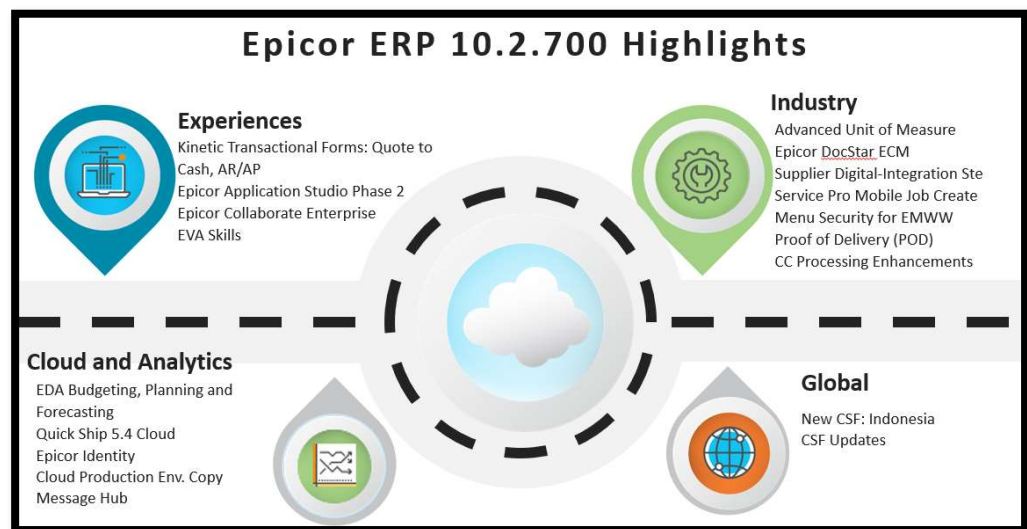 Epicor ERP 10.2.700 Highlights
Experiences
Kinetic Transactional Forms: Quote to
Cash, AR/AP
Epicor Application Studio Phase 2
Epicor Collaborate Enterprise
EVA Skills
Industry
Advanced Unit of Measure
Epicor DocStar ECM
Supplier Digital-Integration Ste
Service Pro Mobile Job Create
Menu Security for EMWW
Proof of Delivery (POD)
CC Processing Enhancements
Cloud and Analytics
EDA Budgeting, Planning and
Forecasting
Quick Ship 5.4 Cloud
Epicor Identity
Cloud Production Env. Copy
Message Hub
Global
New CSF: Indonesia
CSF Updates